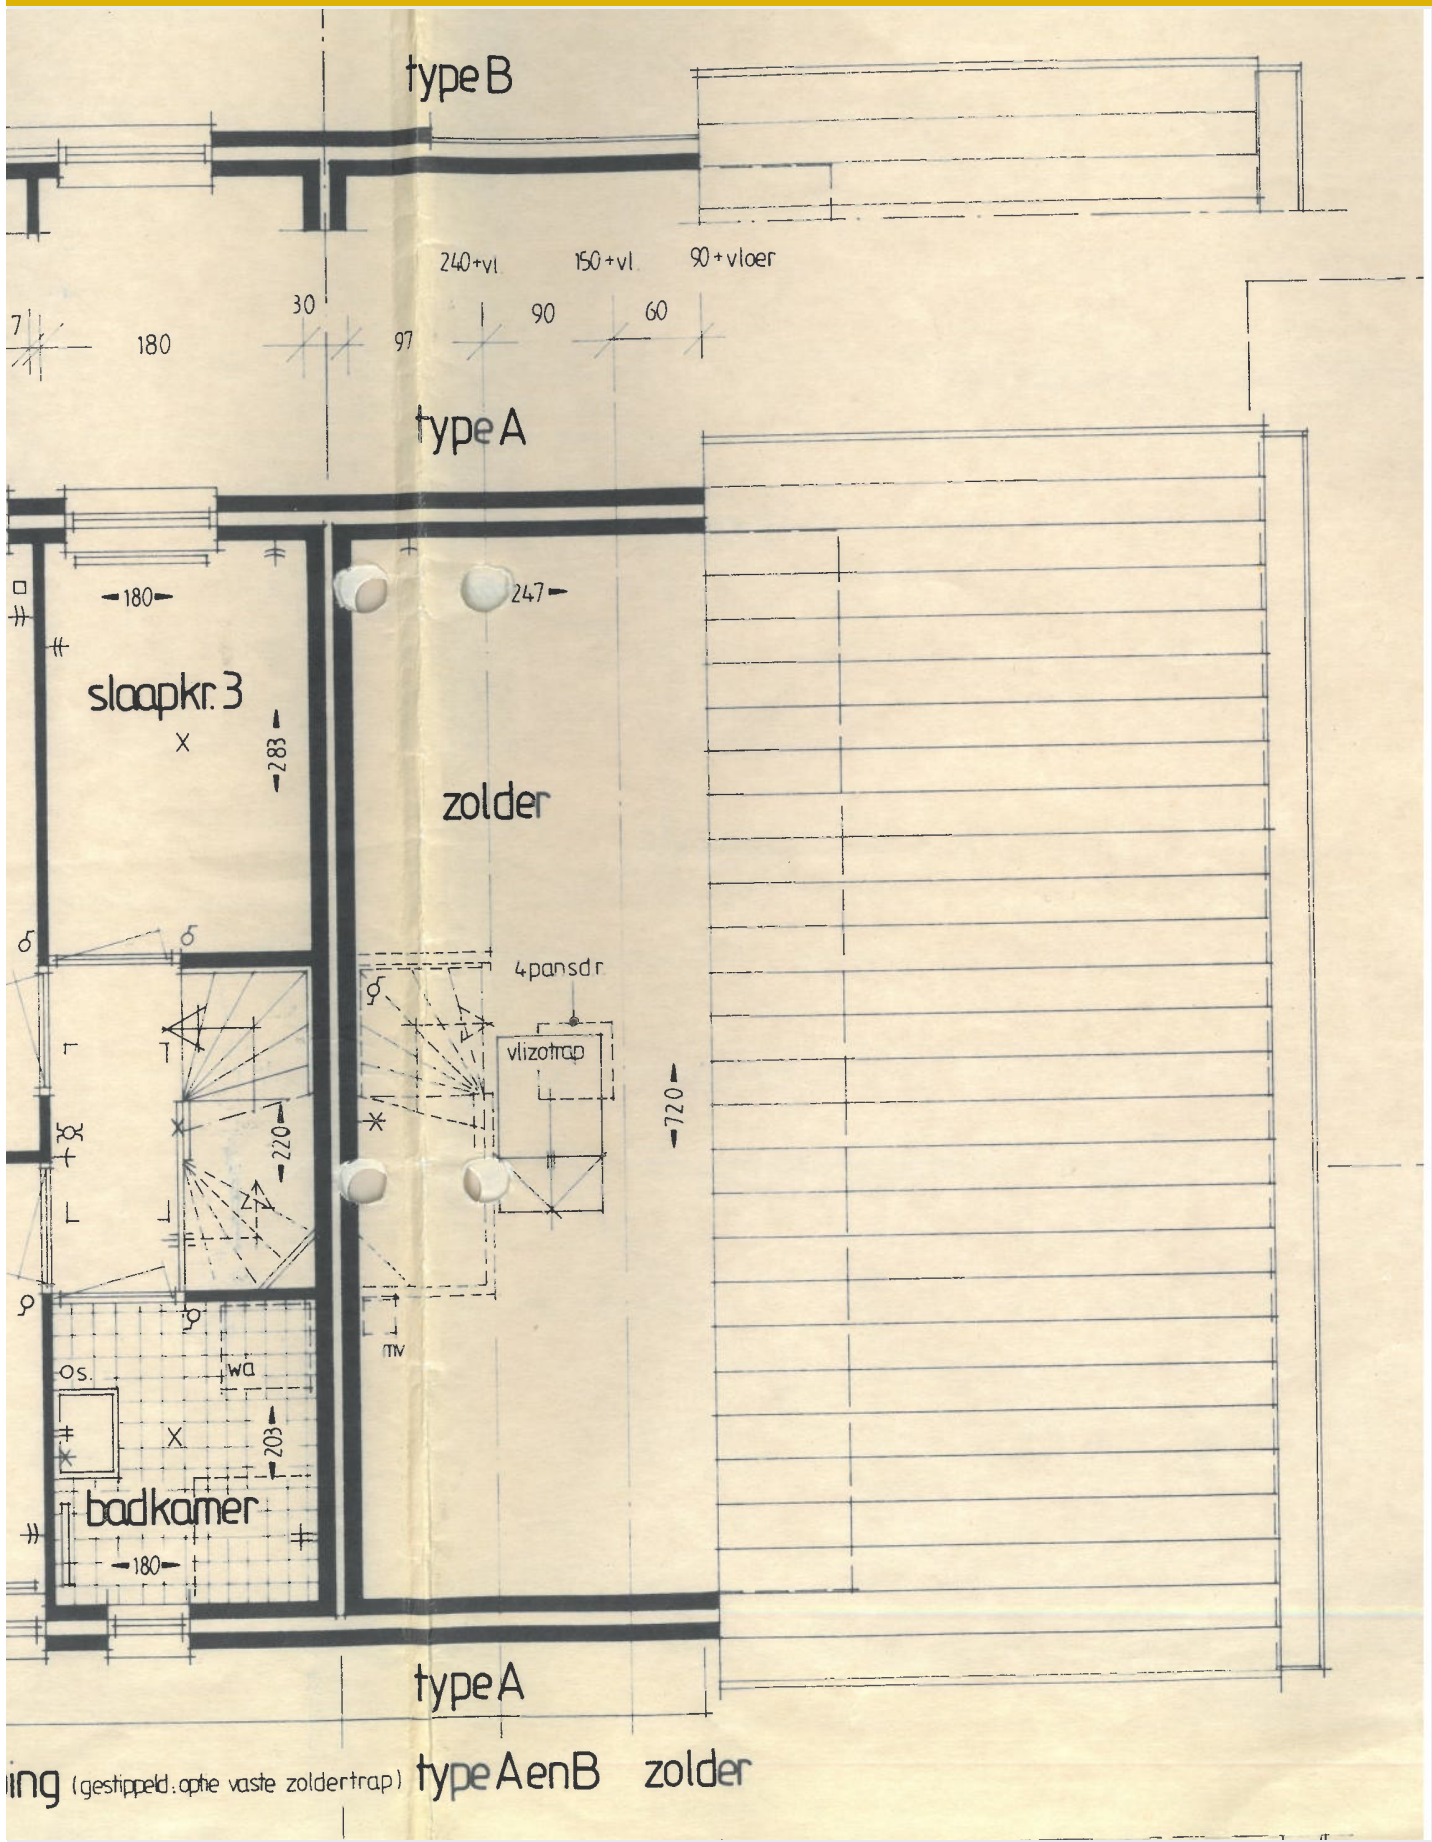 type B
240+vl. 150+vl. 90+vloer
30 90 60
7 180 97
type A
180 247
slaapkr. 3
X
283
zolder
4 pansdr.
vlizotrap
720
220
mv
os. wa
X
203
badkamer
180
type A
ing (gestippeld: optie vaste zoldertrap) type A en B zolder